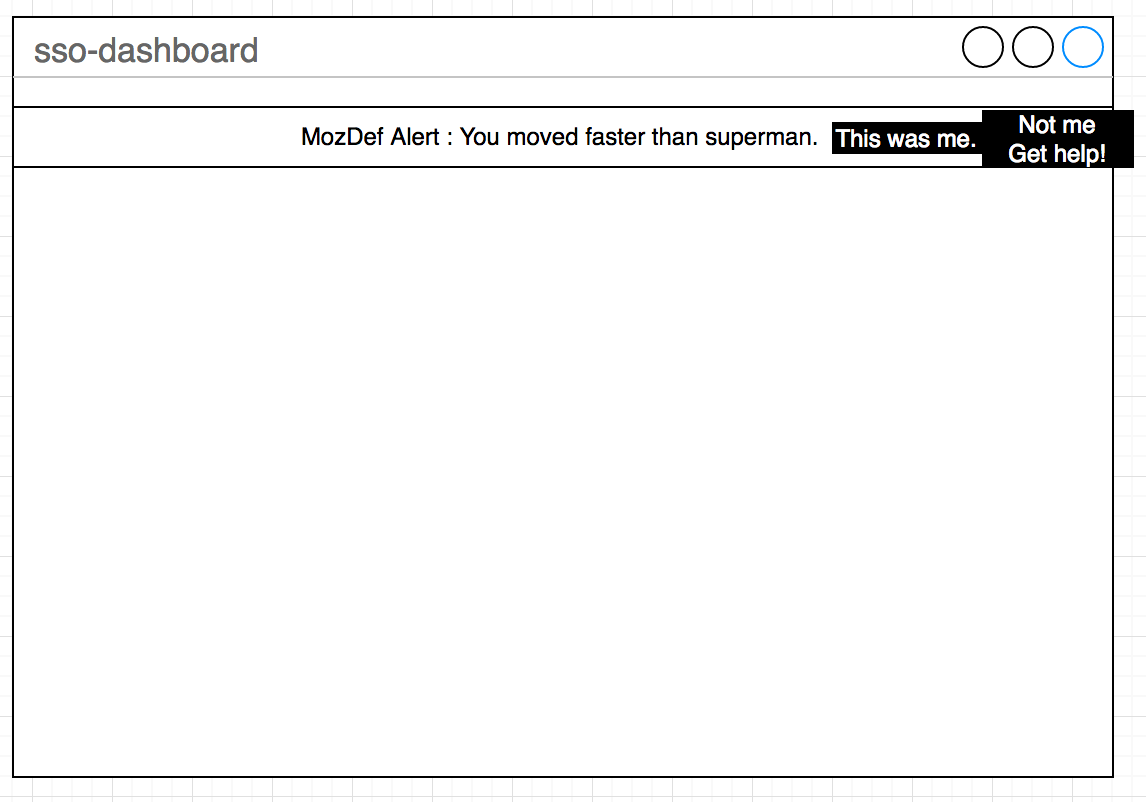 sso-dashboard
MozDef Alert : You moved faster than superman.
This was me.
Not me
Get help!